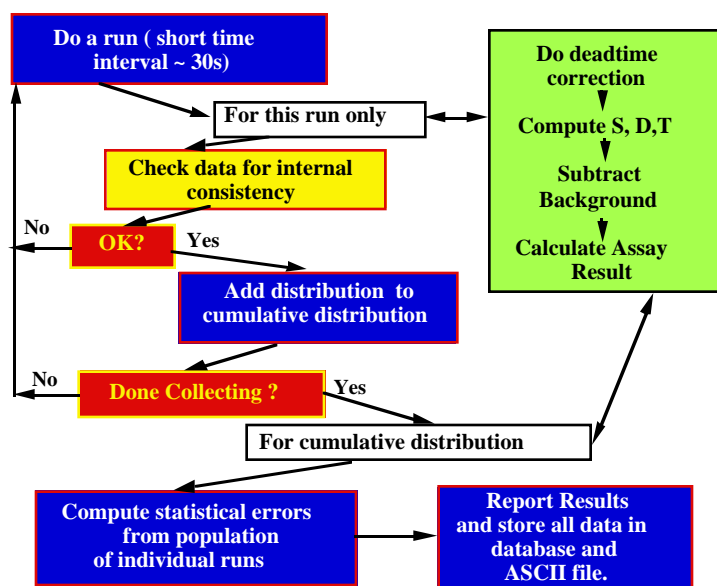 Do a run ( short time
interval ~ 30s)
For this run only
Check data for internal
consistency
No
OK?
Yes
Add distribution to
cumulative distribution
No
Done Collecting ?
Yes
For cumulative distribution
Compute statistical errors
from population
of individual runs
Report Results
and store all data in
database and
ASCII file.
Do deadtime
correction
Compute S, D,T
Subtract
Background
Calculate Assay
Result